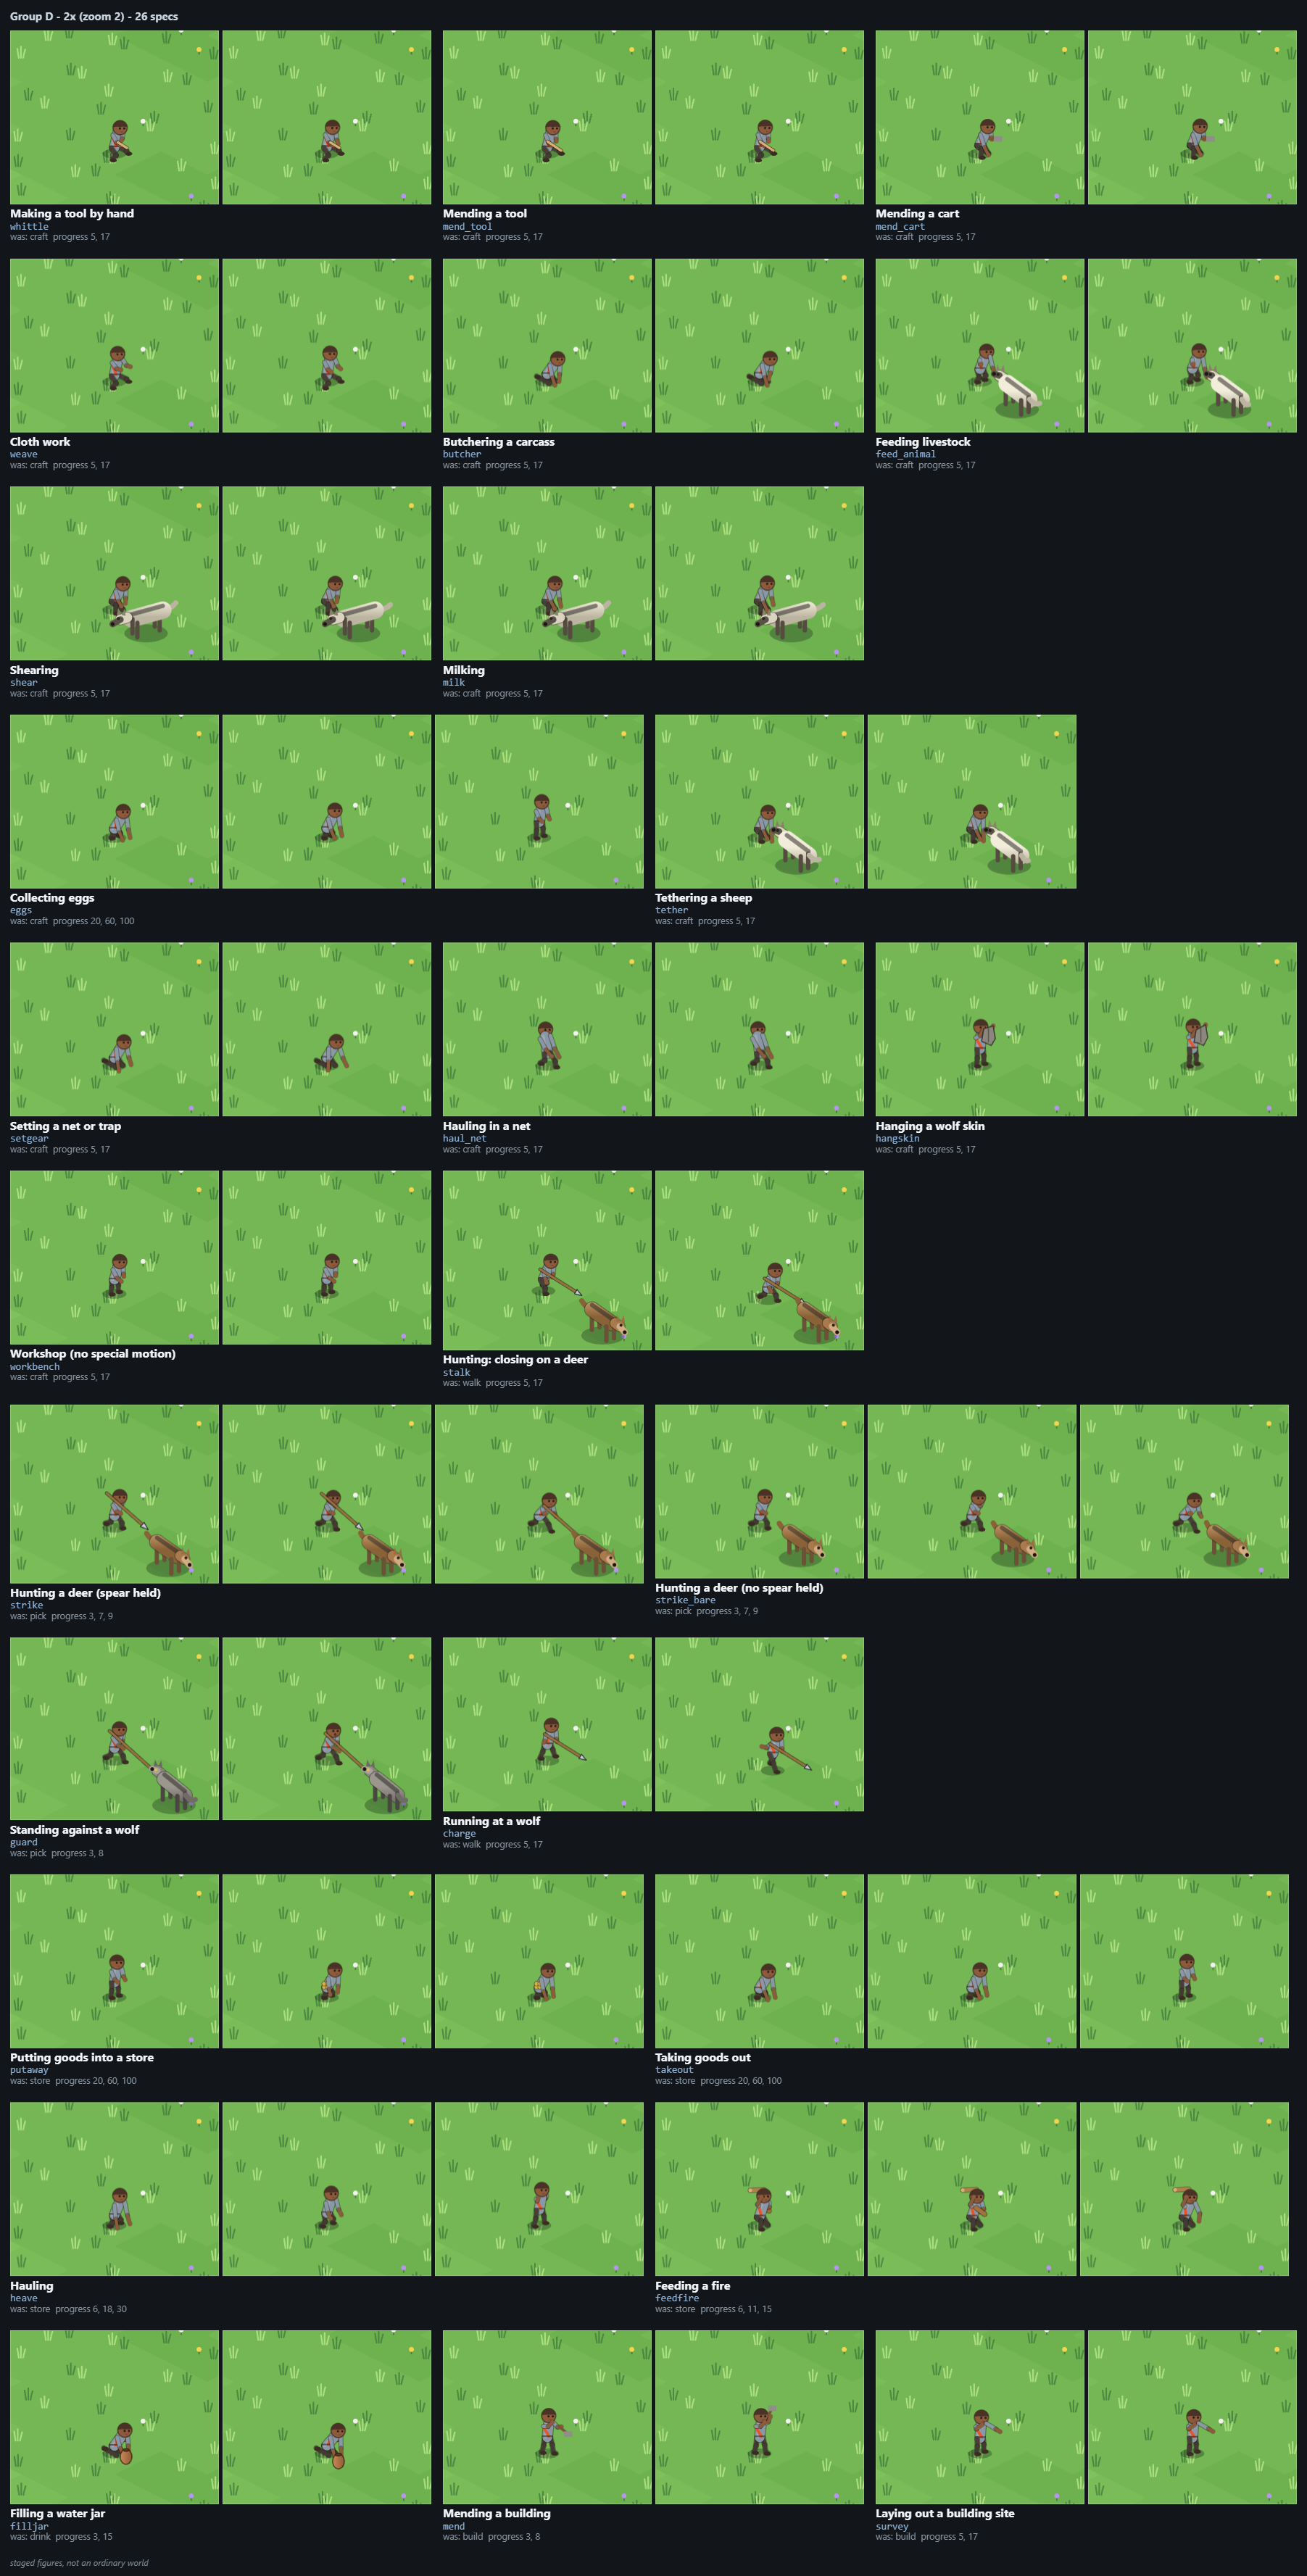 Group D - 2x (zoom 2) - 26 specs
Making a tool by hand
whittle
was: craft progress 5, 17
Mending a tool
mend_tool
was: craft progress 5, 17
Mending a cart
mend_cart
was: craft progress 5, 17
Cloth work
weave
was: craft progress 5, 17
Butchering a carcass
butcher
was: craft progress 5, 17
Feeding livestock
feed_animal
was: craft progress 5, 17
Shearing
shear
was: craft progress 5, 17
Milking
milk
was: craft progress 5, 17
Collecting eggs
eggs
was: craft progress 20, 60, 100
Tethering a sheep
tether
was: craft progress 5, 17
Setting a net or trap
setgear
was: craft progress 5, 17
Hauling in a net
haul_net
was: craft progress 5, 17
Hanging a wolf skin
hangskin
was: craft progress 5, 17
Workshop (no special motion)
workbench
was: craft progress 5, 17
Hunting: closing on a deer
stalk
was: walk progress 5, 17
Hunting a deer (spear held)
strike
was: pick progress 3, 7, 9
Hunting a deer (no spear held)
strike_bare
was: pick progress 3, 7, 9
Standing against a wolf
guard
was: pick progress 3, 8
Running at a wolf
charge
was: walk progress 5, 17
Putting goods into a store
putaway
was: store progress 20, 60, 100
Taking goods out
takeout
was: store progress 20, 60, 100
Hauling
heave
was: store progress 6, 18, 30
Feeding a fire
feedfire
was: store progress 6, 11, 15
Filling a water jar
filljar
was: drink progress 3, 15
Mending a building
mend
was: build progress 3, 8
Laying out a building site
survey
was: build progress 5, 17
staged figures, not an ordinary world